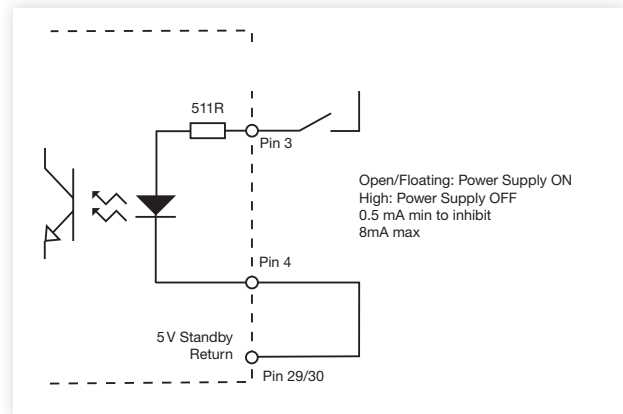 511R
Pin 3
Open/Floating: Power Supply ON
High: Power Supply OFF
0.5 mA min to inhibit
8mA max
Pin 4
5V Standby
Return
Pin 29/30